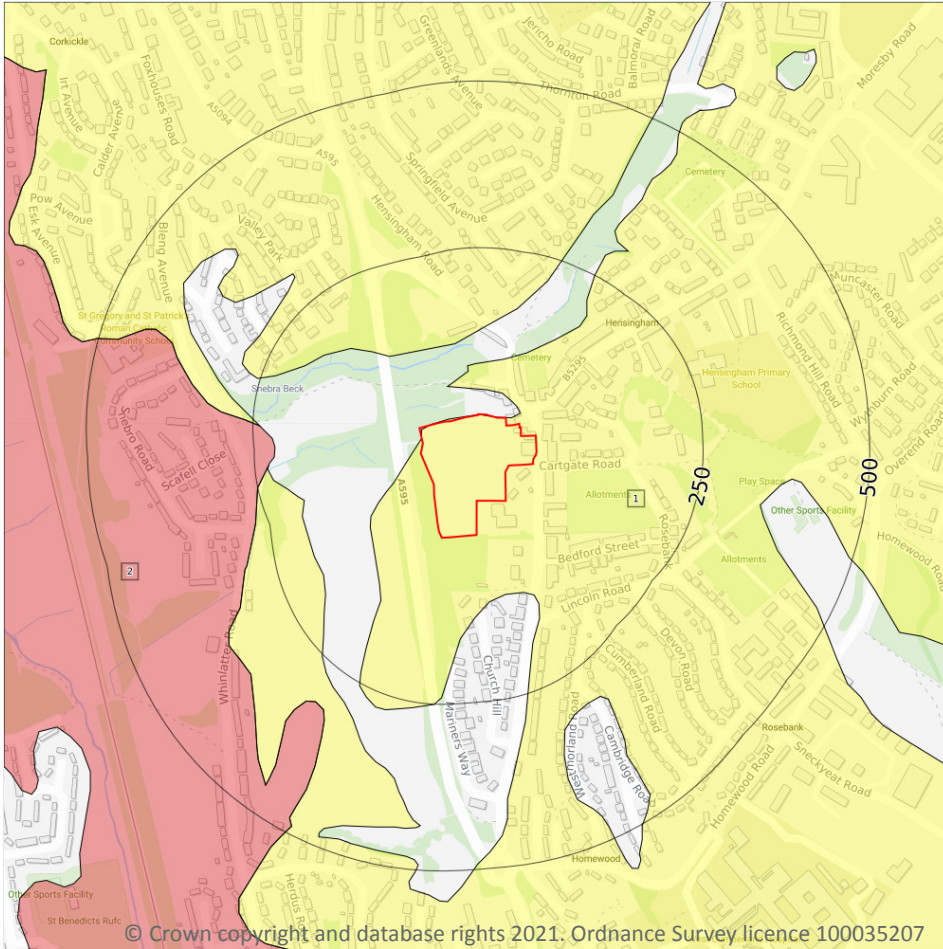 Corkickle
Irt Avenue
Calder Avenue
Foxhouses Road
A5094
A595
Greenlands Avenue
Jericho Road
Balmoral Road
Thornton Road
Moresby Road
Springfield Avenue
Hensingham Road
Cemetery
Pow Avenue
Esk Avenue
Bleng Avenue
Valley Park
St Gregory and St Patrick
Roman Catholic
Community School
Snebra Beck
Hensingham
Cemetery
B5295
Muncaster Road
Richmond Hill Road
Hensingham Primary
School
Wythburn Road
Overend Road
Snebro Road
Scafell Close
A595
Cartgate Road
Allotments
1
250
500
Play Space
Other Sports Facility
Homewood Road
Allotments
Rosebank
Bedford Street
Lincoln Road
2
Whinlatter Road
Devon Road
Cumberland Road
Church Hill
Mariners Way
Westmorland Road
Cambridge Roa
Rosebank
Sneckyeat Road
Homewood Road
Homewood
Other Sports Facility
St Benedicts Rufc
Herdus Roa
© Crown copyright and database rights 2021. Ordnance Survey licence 100035207